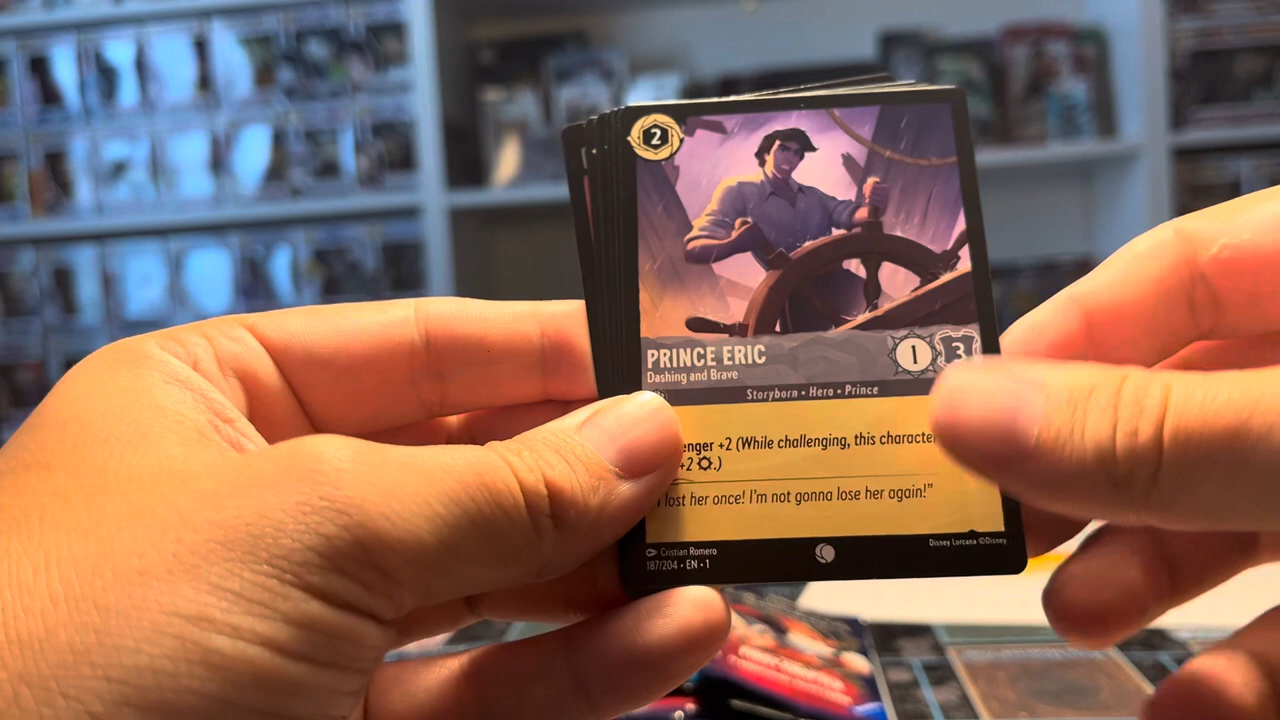 2
PRINCE ERIC
1
3
Dashing and Brave
Storyborn • Hero • Prince
enger +2 (While challenging, this characte
+2 .)
lost her once! I'm not gonna lose her again!”
Cristian Romero
Disney Lorcana ©Disney
187/204 • EN • 1